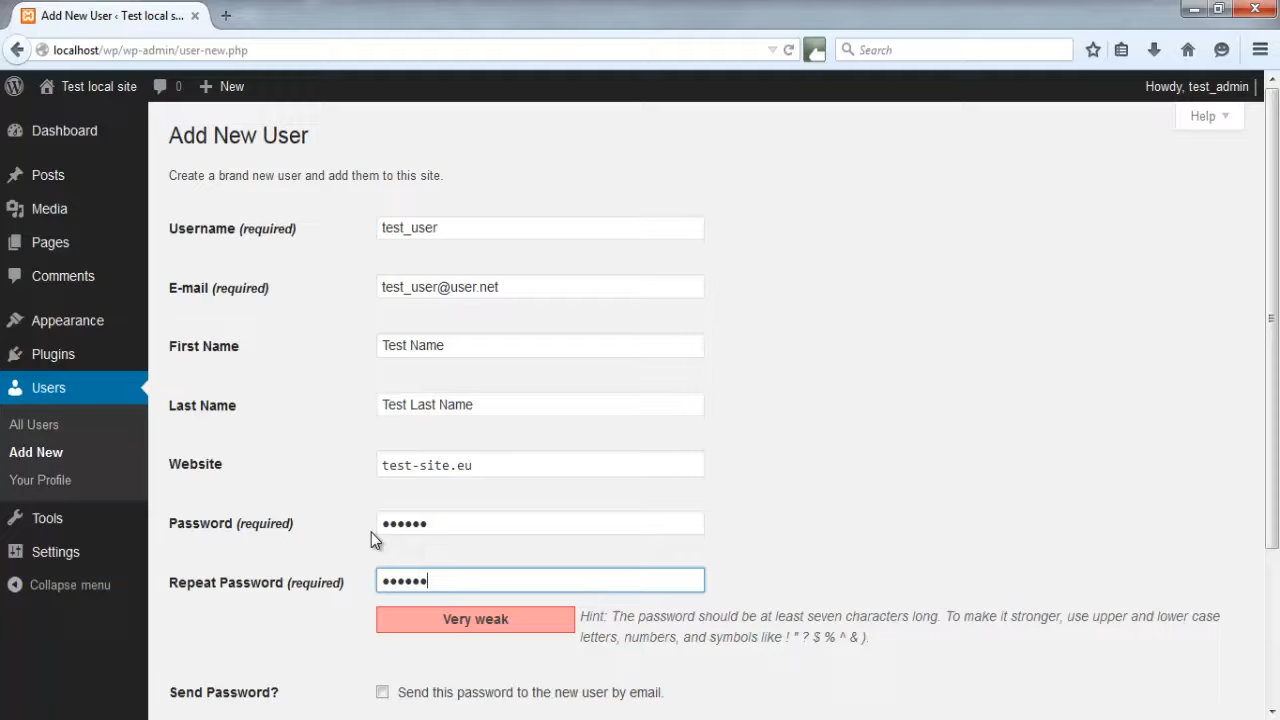 Add New User ‹ Test local s...
localhost/wp/wp-admin/user-new.php
Search
Test local site
0
New
Howdy, test_admin
Help
Dashboard
Posts
Media
Pages
Comments
Appearance
Plugins
Users
All Users
Add New
Your Profile
Tools
Settings
Collapse menu
Add New User
Create a brand new user and add them to this site.
Username (required)
test_user
E-mail (required)
test_user@user.net
First Name
Test Name
Last Name
Test Last Name
Website
test-site.eu
Password (required)
●●●●●●
Repeat Password (required)
●●●●●●
Very weak
Hint: The password should be at least seven characters long. To make it stronger, use upper and lower case
letters, numbers, and symbols like ! " ? $ % ^ & ).
Send Password?
Send this password to the new user by email.